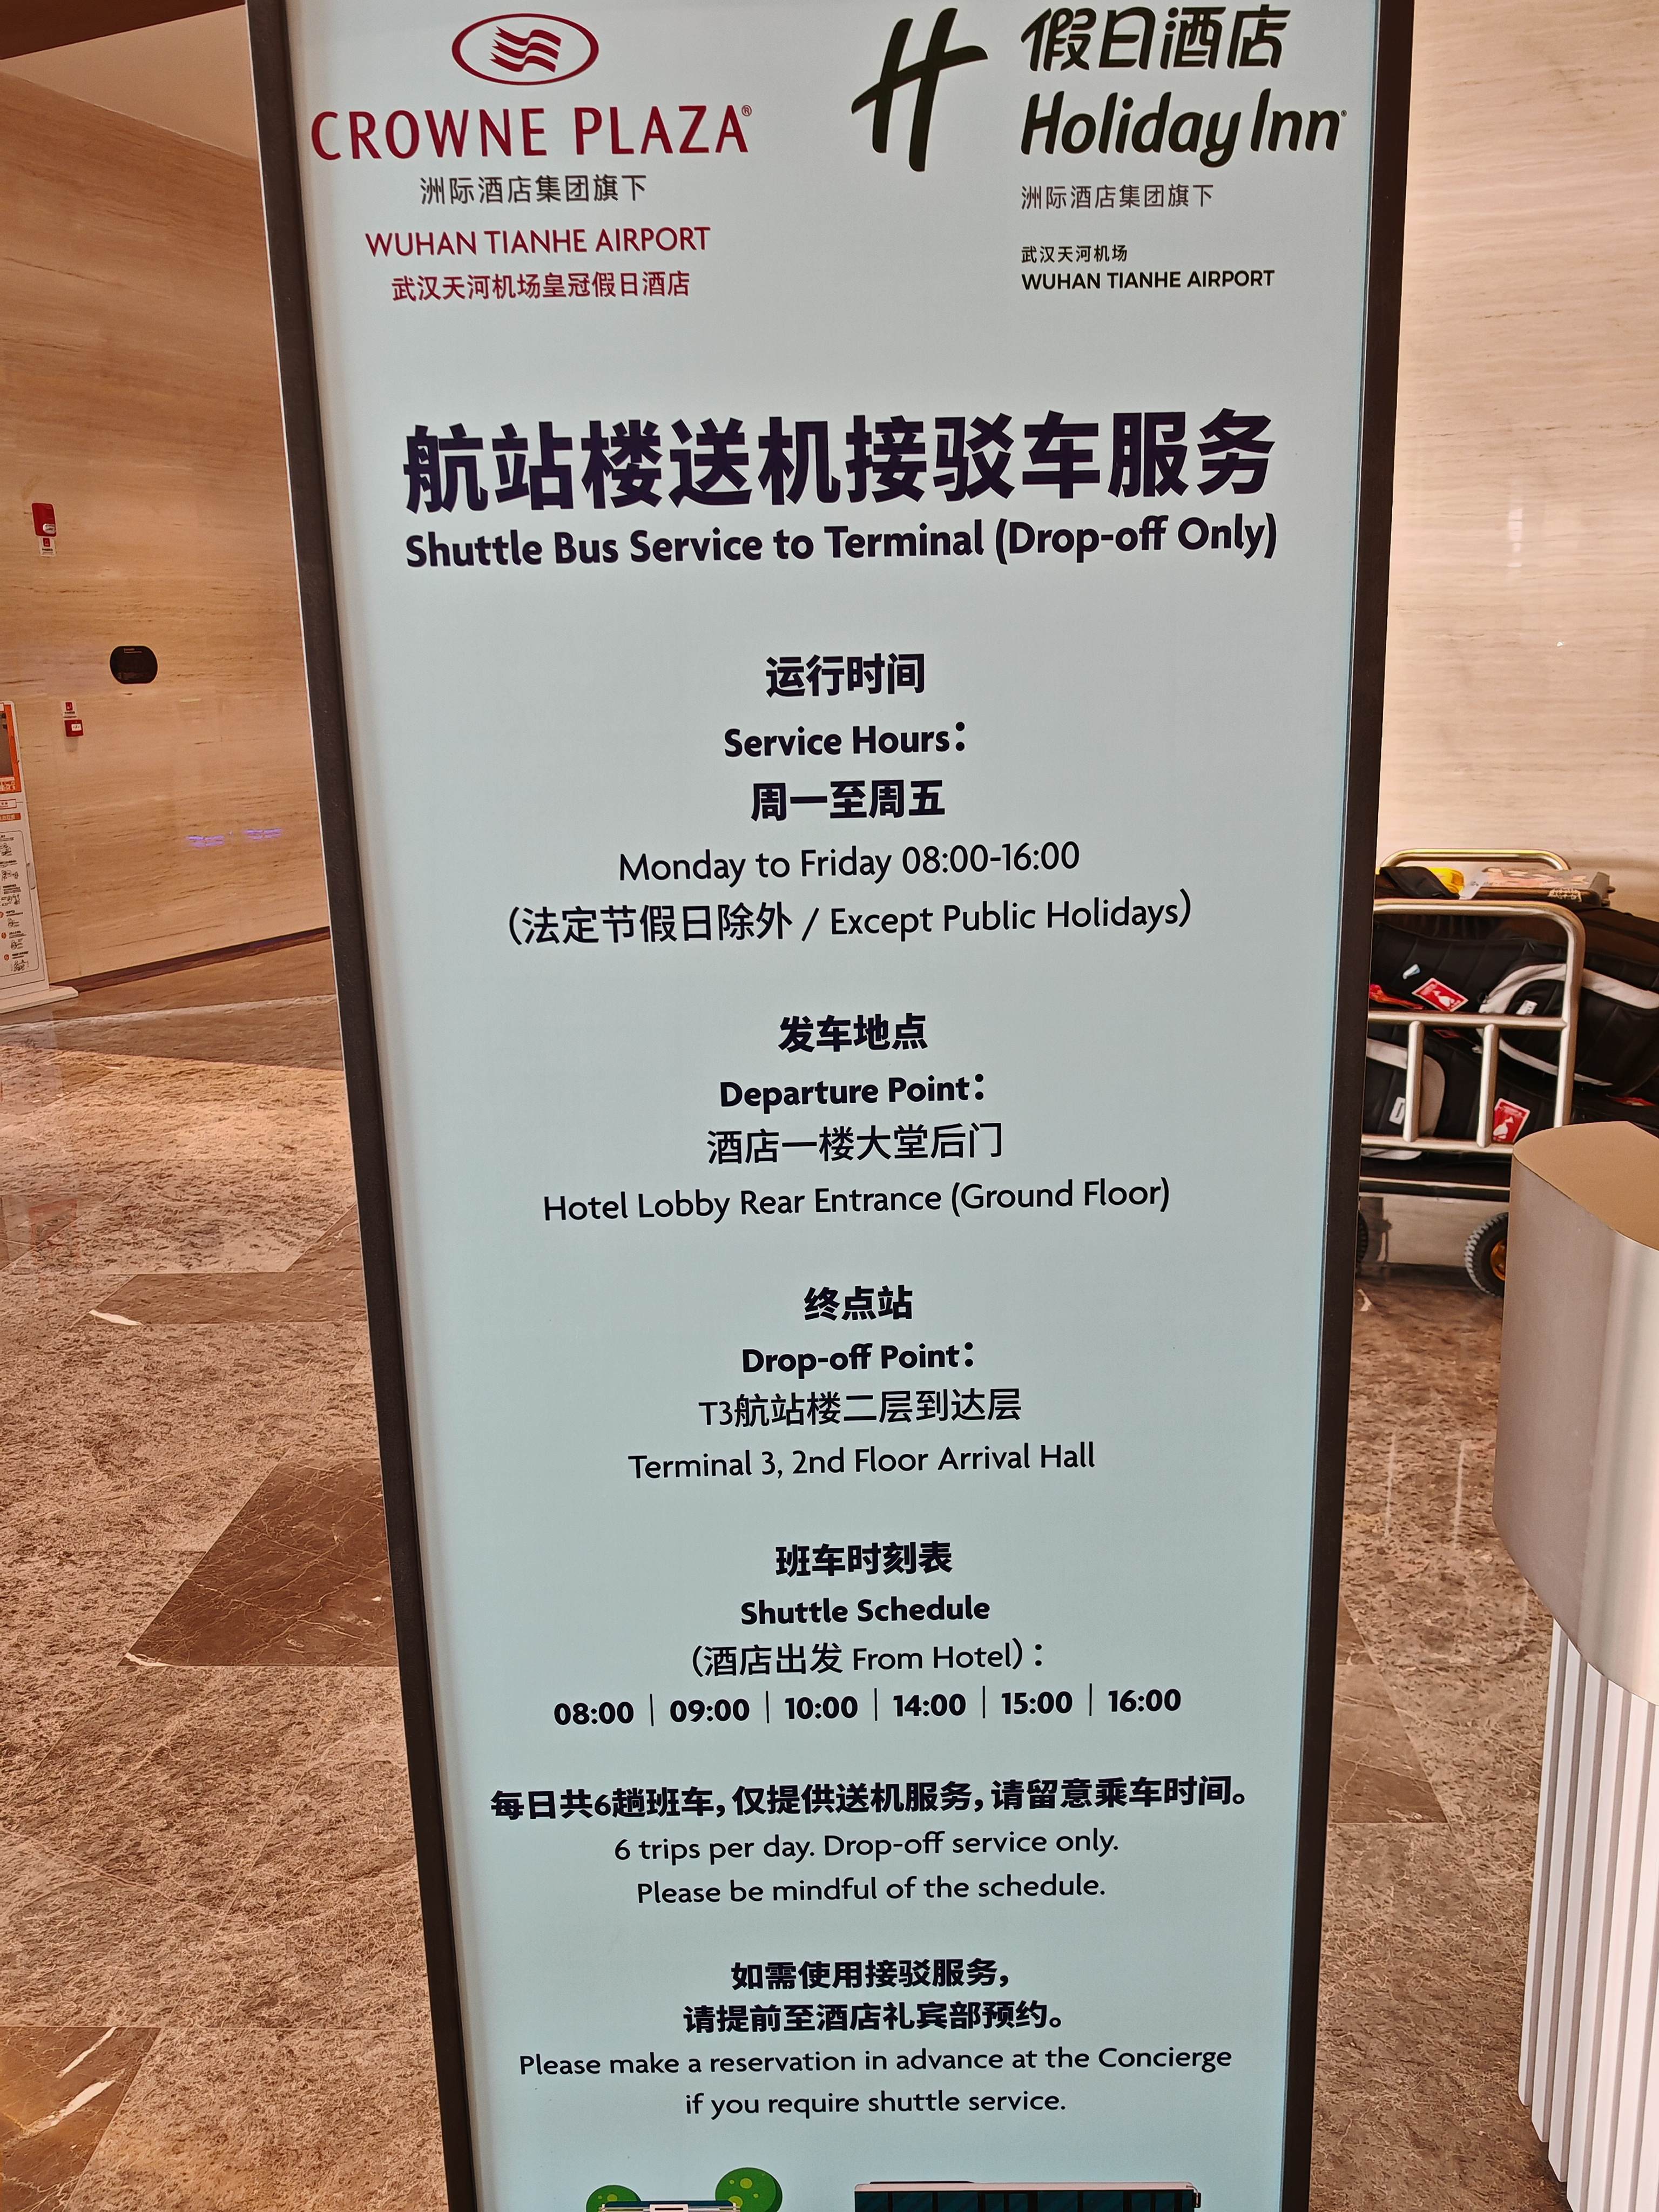 CROWNE PLAZA®
洲际酒店集团旗下
WUHAN TIANHE AIRPORT
武汉天河机场皇冠假日酒店
假日酒店
Holiday Inn®
洲际酒店集团旗下
武汉天河机场
WUHAN TIANHE AIRPORT
航站楼送机接驳车服务
Shuttle Bus Service to Terminal (Drop-off Only)
运行时间
Service Hours：
周一至周五
Monday to Friday 08:00-16:00
（法定节假日除外 / Except Public Holidays）
发车地点
Departure Point：
酒店一楼大堂后门
Hotel Lobby Rear Entrance (Ground Floor)
终点站
Drop-off Point：
T3航站楼二层到达层
Terminal 3, 2nd Floor Arrival Hall
班车时刻表
Shuttle Schedule
（酒店出发 From Hotel）：
08:00｜09:00｜10:00｜14:00｜15:00｜16:00
每日共6趟班车，仅提供送机服务，请留意乘车时间。
6 trips per day. Drop-off service only.
Please be mindful of the schedule.
如需使用接驳服务，
请提前至酒店礼宾部预约。
Please make a reservation in advance at the Concierge
if you require shuttle service.